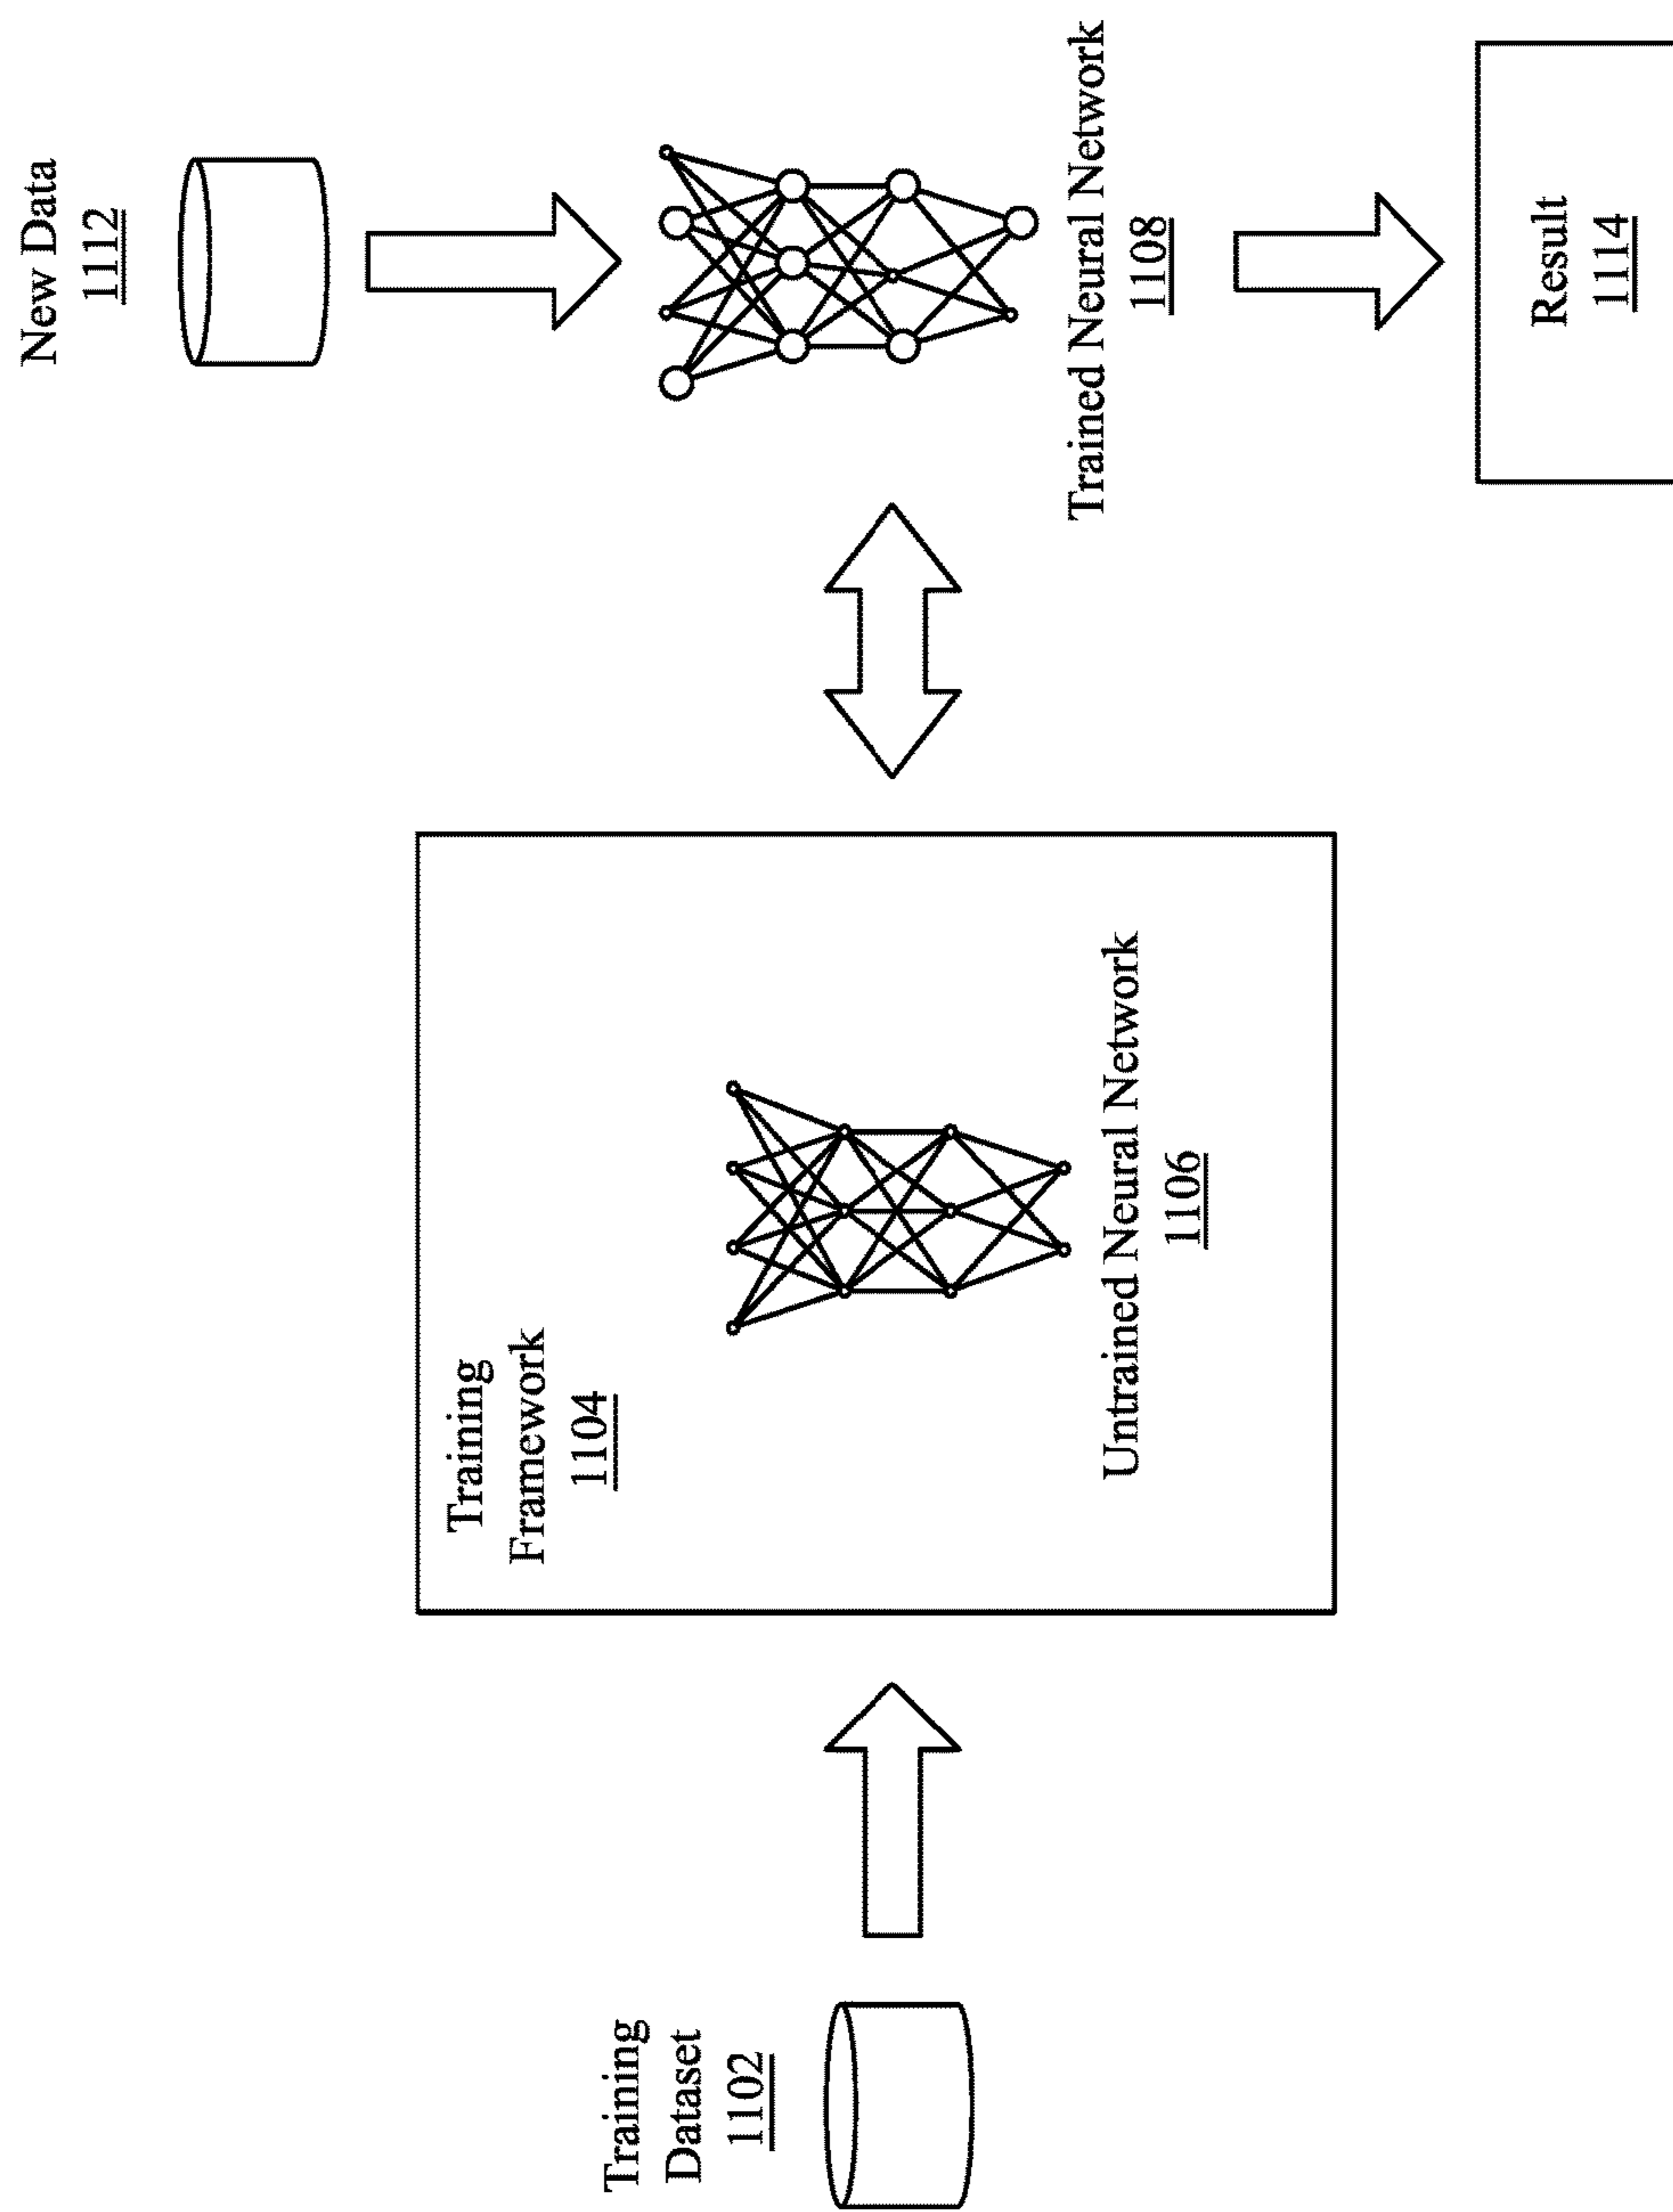 Training
Dataset
1102
Training
Framework
1104
Untrained Neural Network
1106
New Data
1112
Trained Neural Network
1108
Result
1114